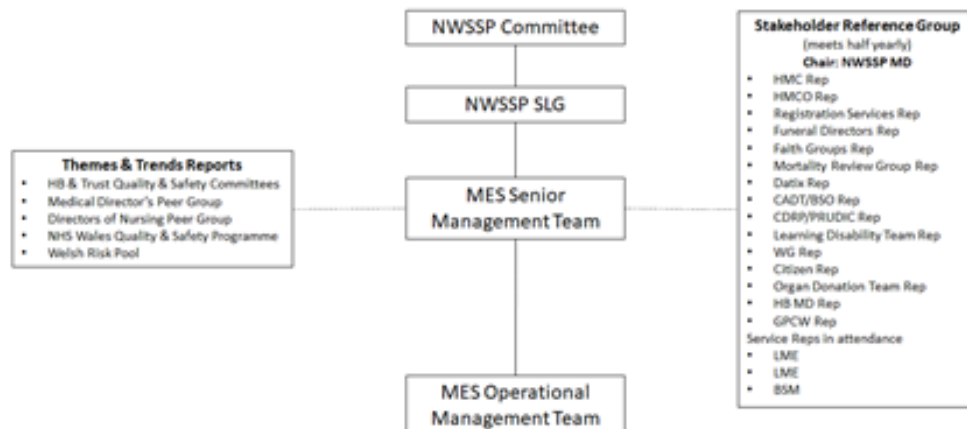 NWSSP Committee
NWSSP SLG
Themes & Trends Reports
HB & Trust Quality & Safety Committees
Medical Director's Peer Group
Directors of Nursing Peer Group
NHS Wales Quality & Safety Programme
Welsh Risk Pool
MES Senior
Management Team
MES Operational
Management Team
Stakeholder Reference Group
(meets half yearly)
Chair: NWSSP MD
HMC Rep
HMCO Rep
Registration Services Rep
Funeral Directors Rep
Faith Groups Rep
Mortality Review Group Rep
Datix Rep
CADT/BSO Rep
CDRP/PRUDIC Rep
Learning Disability Team Rep
WG Rep
Citizen Rep
Organ Donation Team Rep
HB MD Rep
GPCW Rep
Service Reps in attendance
LME
LME
BSM